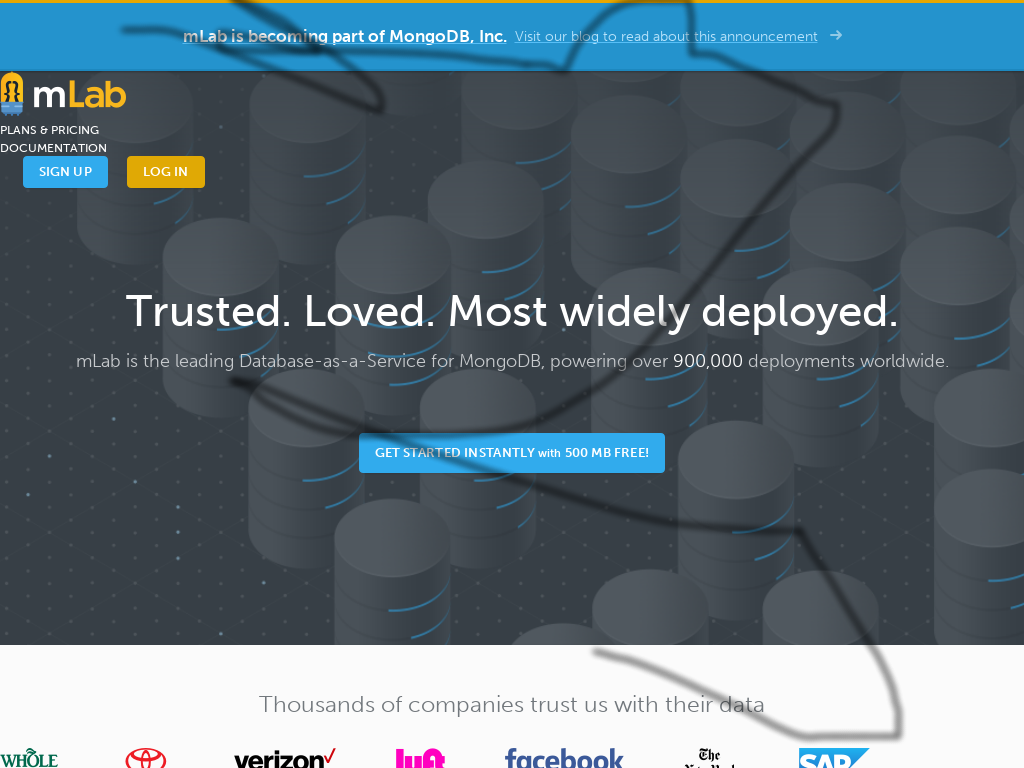 mLab is becoming part of MongoDB, Inc. Visit our blog to read about this announcement →
mLab
PLANS & PRICING
DOCUMENTATION
SIGN UP LOG IN
Trusted. Loved. Most widely deployed.
mLab is the leading Database-as-a-Service for MongoDB, powering over 900,000 deployments worldwide.
GET STARTED INSTANTLY with 500 MB FREE!
Thousands of companies trust us with their data
WHOLE verizon lyft facebook The SAP